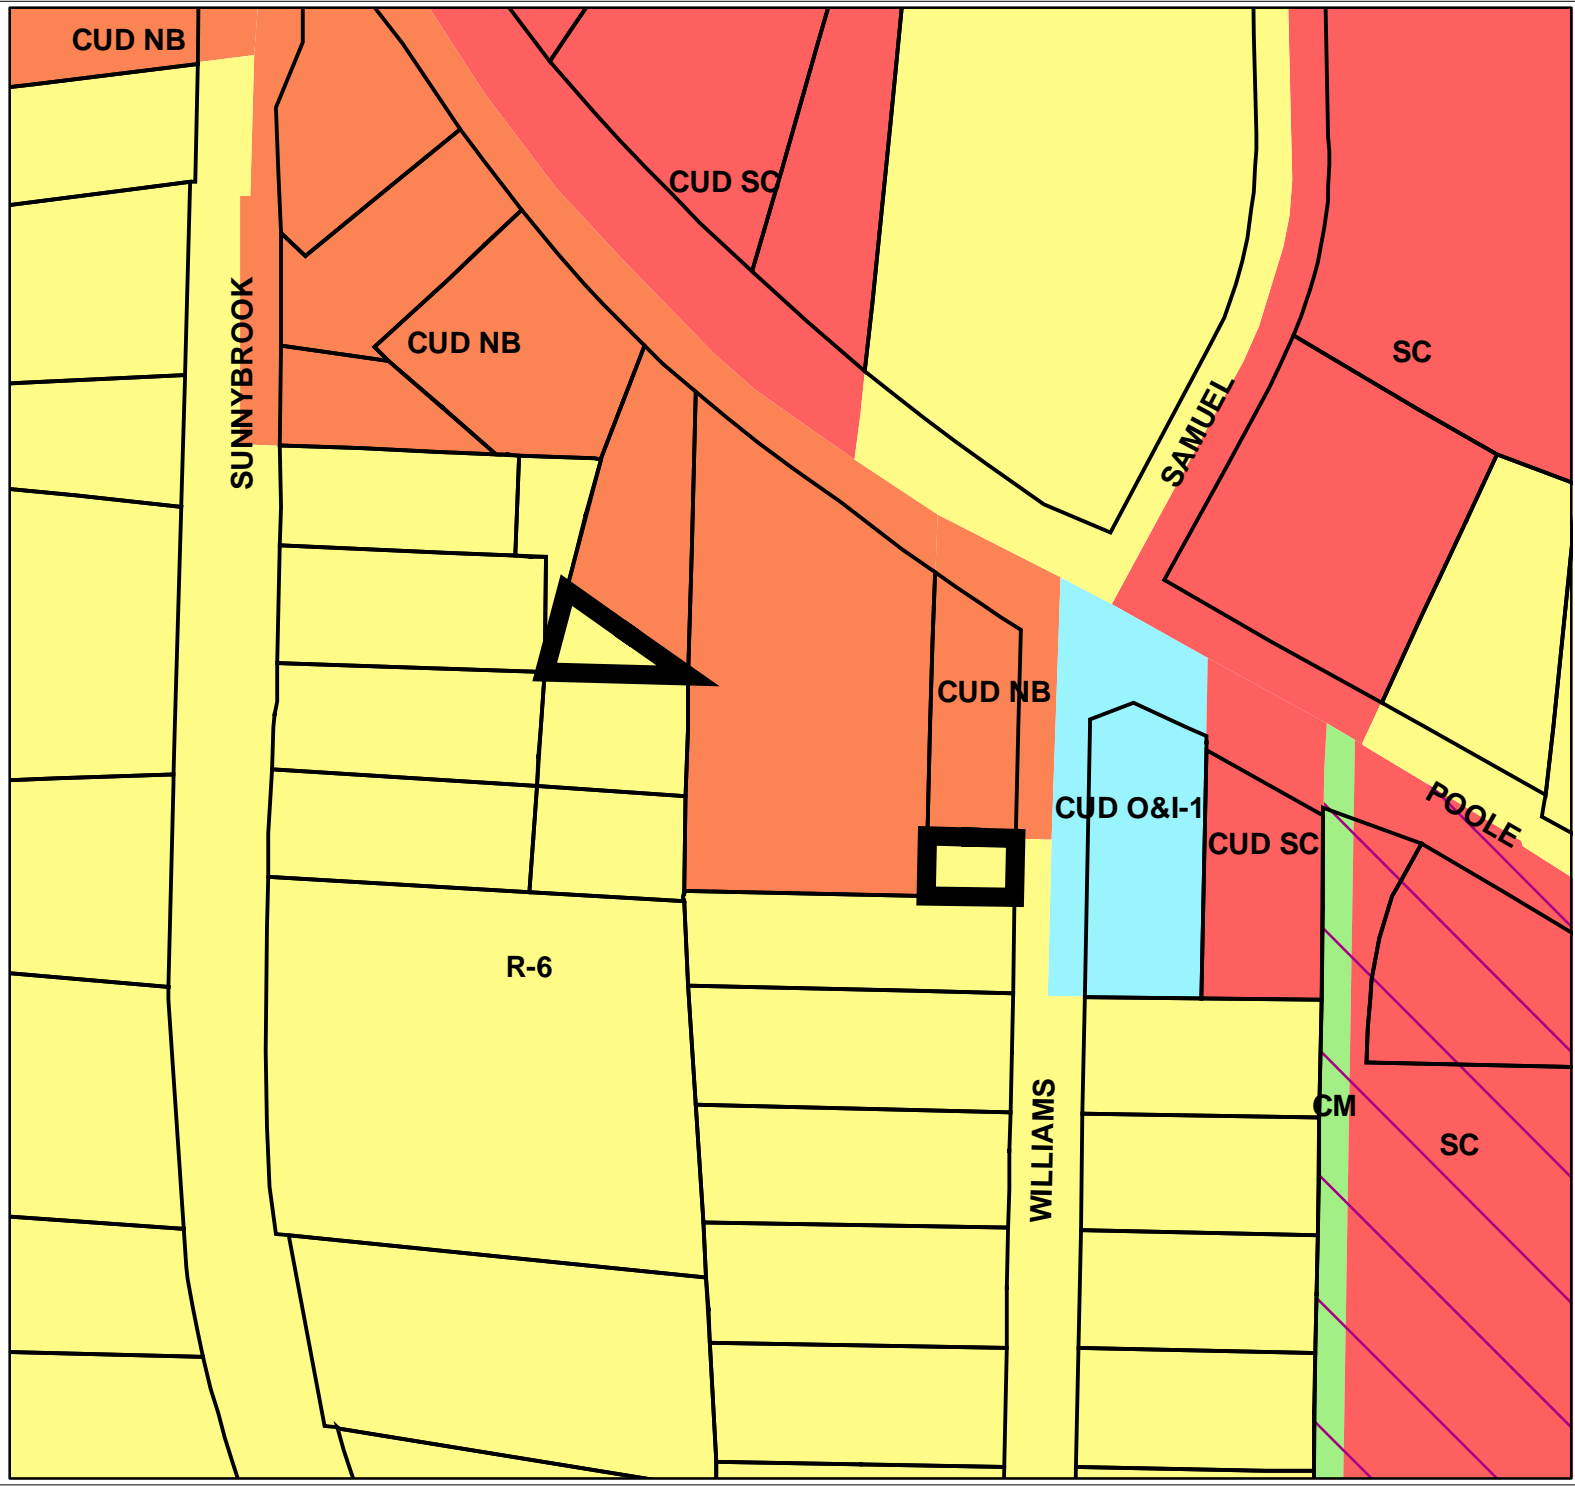 CUD NB
CUD SC
SUNNYBROOK
CUD NB
SC
SAMUEL
CUD NB
CUD O&I-1
POOLE
CUD SC
R-6
CM
WILLIAMS
SC